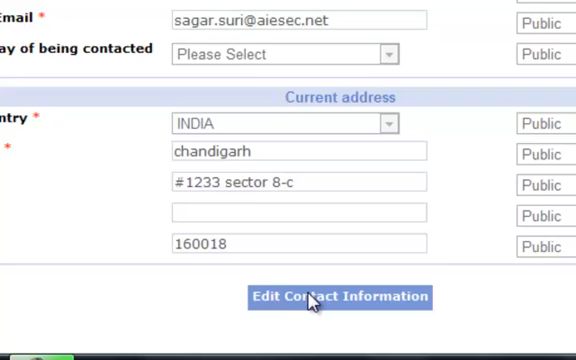 Email *
sagar.suri@aiesec.net
Public
ay of being contacted
Please Select
Public
Current address
ntry *
INDIA
Public
*
chandigarh
Public
#1233 sector 8-c
Public
Public
160018
Public
Edit Contact Information